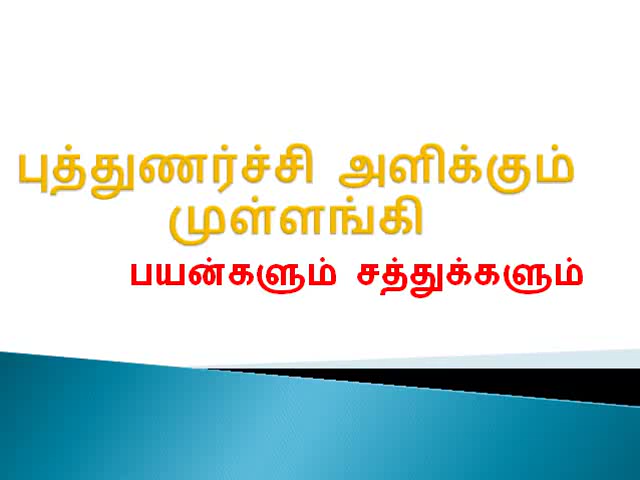 புத்துணர்ச்சி அளிக்கும்
முள்ளங்கி
பயன்களும் சத்துக்களும்